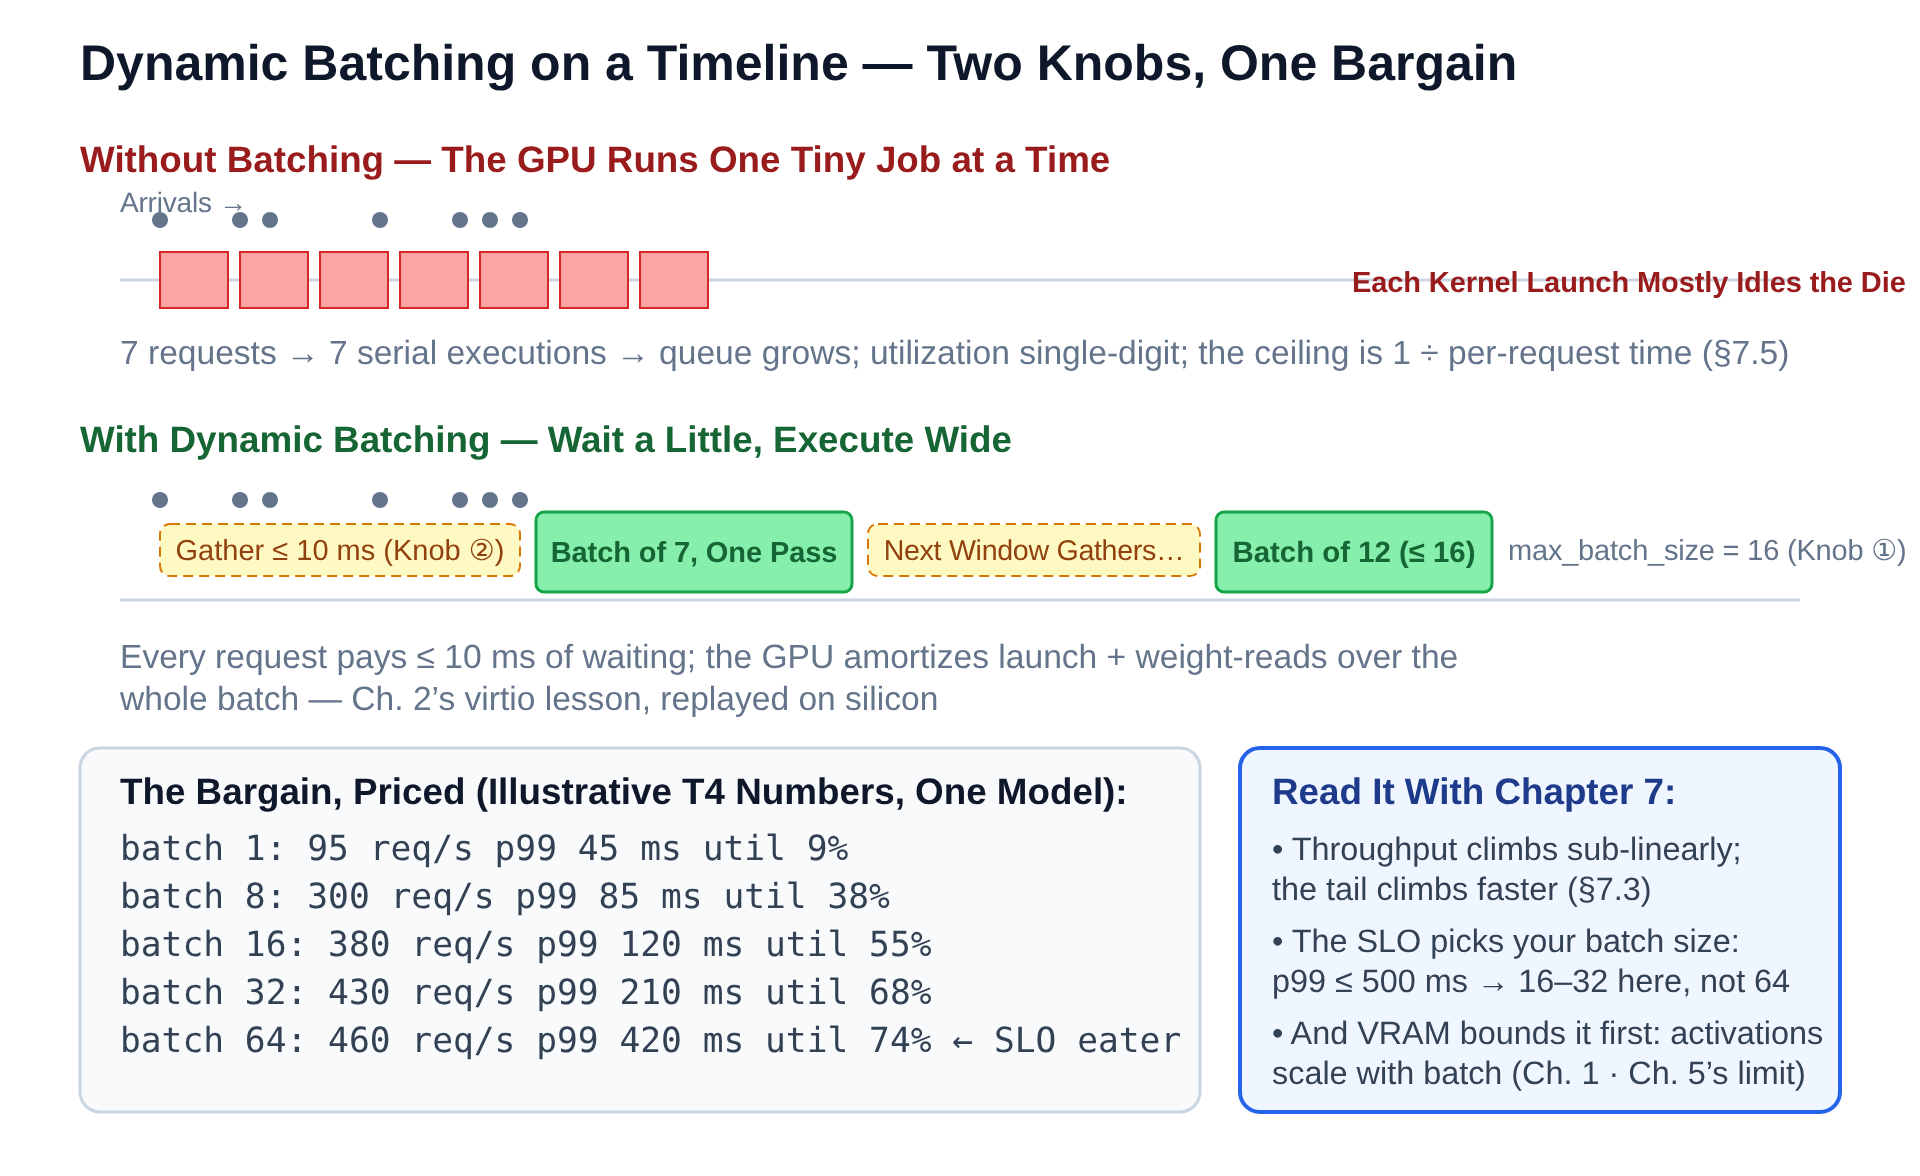 Dynamic Batching on a Timeline — Two Knobs, One Bargain
Without Batching — The GPU Runs One Tiny Job at a Time
Arrivals →
Each Kernel Launch Mostly Idles the Die
7 requests → 7 serial executions → queue grows; utilization single-digit; the ceiling is 1 ÷ per-request time (§7.5)
With Dynamic Batching — Wait a Little, Execute Wide
Gather ≤ 10 ms (Knob ②)
Batch of 7, One Pass
Next Window Gathers…
Batch of 12 (≤ 16)
max_batch_size = 16 (Knob ①)
Every request pays ≤ 10 ms of waiting; the GPU amortizes launch + weight-reads over the
whole batch — Ch. 2’s virtio lesson, replayed on silicon
The Bargain, Priced (Illustrative T4 Numbers, One Model):
batch 1: 95 req/s p99 45 ms util 9%
batch 8: 300 req/s p99 85 ms util 38%
batch 16: 380 req/s p99 120 ms util 55%
batch 32: 430 req/s p99 210 ms util 68%
batch 64: 460 req/s p99 420 ms util 74% ← SLO eater
Read It With Chapter 7:
• Throughput climbs sub-linearly;
the tail climbs faster (§7.3)
• The SLO picks your batch size:
p99 ≤ 500 ms → 16–32 here, not 64
• And VRAM bounds it first: activations
scale with batch (Ch. 1 · Ch. 5’s limit)